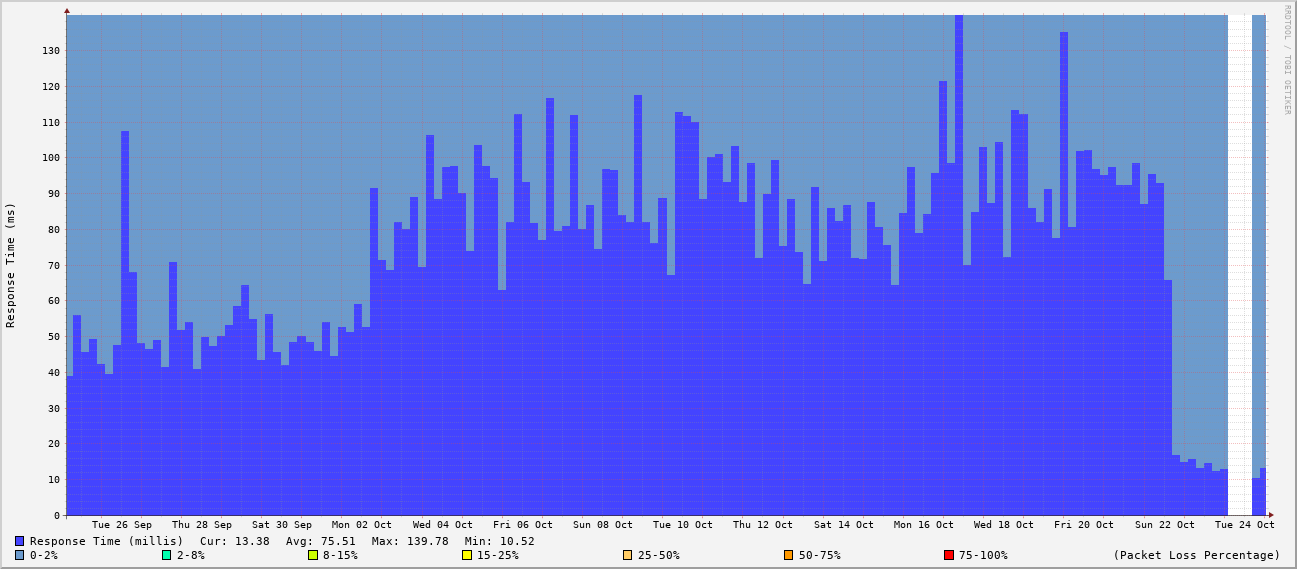 RRDTOOL / TOBI OETIKER
Response Time (ms)
130
120
110
100
90
80
70
60
50
40
30
20
10
0
Tue 26 Sep Thu 28 Sep Sat 30 Sep Mon 02 Oct Wed 04 Oct Fri 06 Oct Sun 08 Oct Tue 10 Oct Thu 12 Oct Sat 14 Oct Mon 16 Oct Wed 18 Oct Fri 20 Oct Sun 22 Oct Tue 24 Oct
Response Time (millis) Cur: 13.38 Avg: 75.51 Max: 139.78 Min: 10.52
0-2% 2-8% 8-15% 15-25% 25-50% 50-75% 75-100% (Packet Loss Percentage)